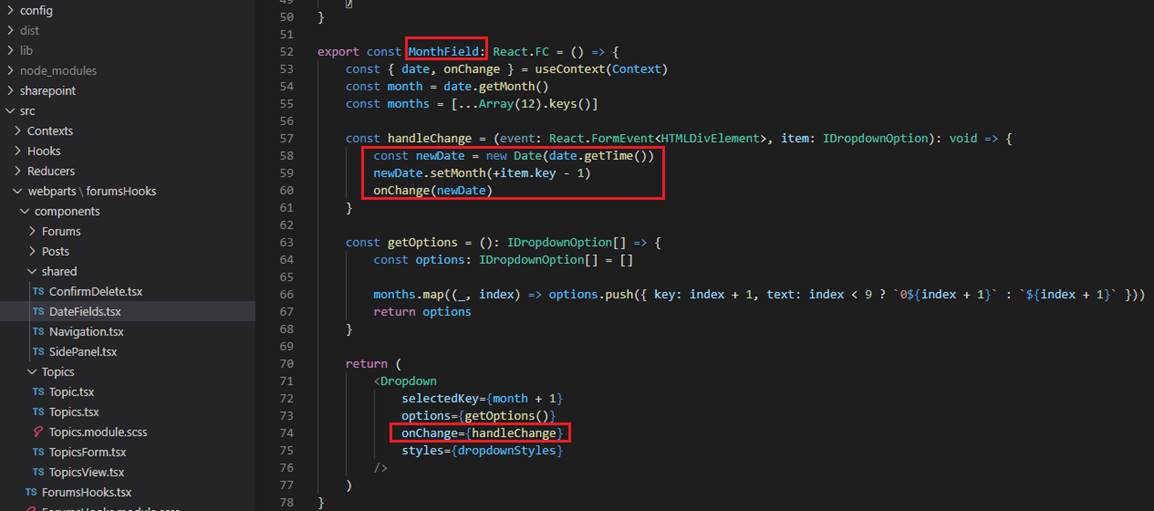 config
dist
lib
node_modules
sharepoint
src
Contexts
Hooks
Reducers
webparts \ forumsHooks
components
Forums
Posts
shared
TS ConfirmDelete.tsx
TS DateFields.tsx
TS Navigation.tsx
TS SidePanel.tsx
Topics
TS Topic.tsx
TS Topics.tsx
Topics.module.scss
TS TopicsForm.tsx
TS TopicsView.tsx
TS ForumsHooks.tsx
50 }
51
52 export const MonthField: React.FC = () => {
53 const { date, onChange } = useContext(Context)
54 const month = date.getMonth()
55 const months = [...Array(12).keys()]
56
57 const handleChange = (event: React.FormEvent<HTMLDivElement>, item: IDropdownOption): void => {
58 const newDate = new Date(date.getTime())
59 newDate.setMonth(+item.key - 1)
60 onChange(newDate)
61 }
62
63 const getOptions = (): IDropdownOption[] => {
64 const options: IDropdownOption[] = []
65
66 months.map((_, index) => options.push({ key: index + 1, text: index < 9 ? `0${index + 1}` : `${index + 1}` }))
67 return options
68 }
69
70 return (
71 <Dropdown
72 selectedKey={month + 1}
73 options={getOptions()}
74 onChange={handleChange}
75 styles={dropdownStyles}
76 />
77 )
78 }